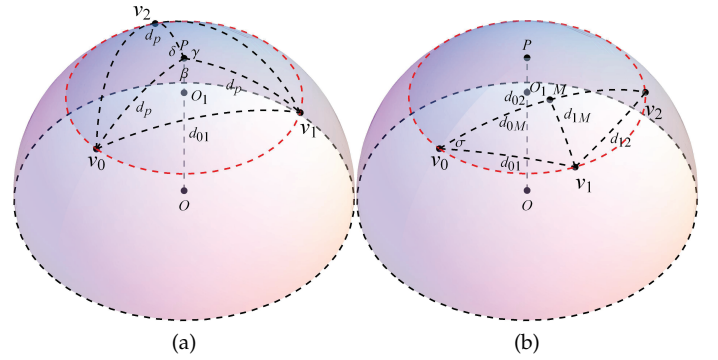 v2
dp
δ
P
γ
β
dp
dp
O1
d01
v0
v1
O
(a)
P
O1
M
d02
v2
d0M
d1M
d12
σ
v0
d01
v1
O
(b)